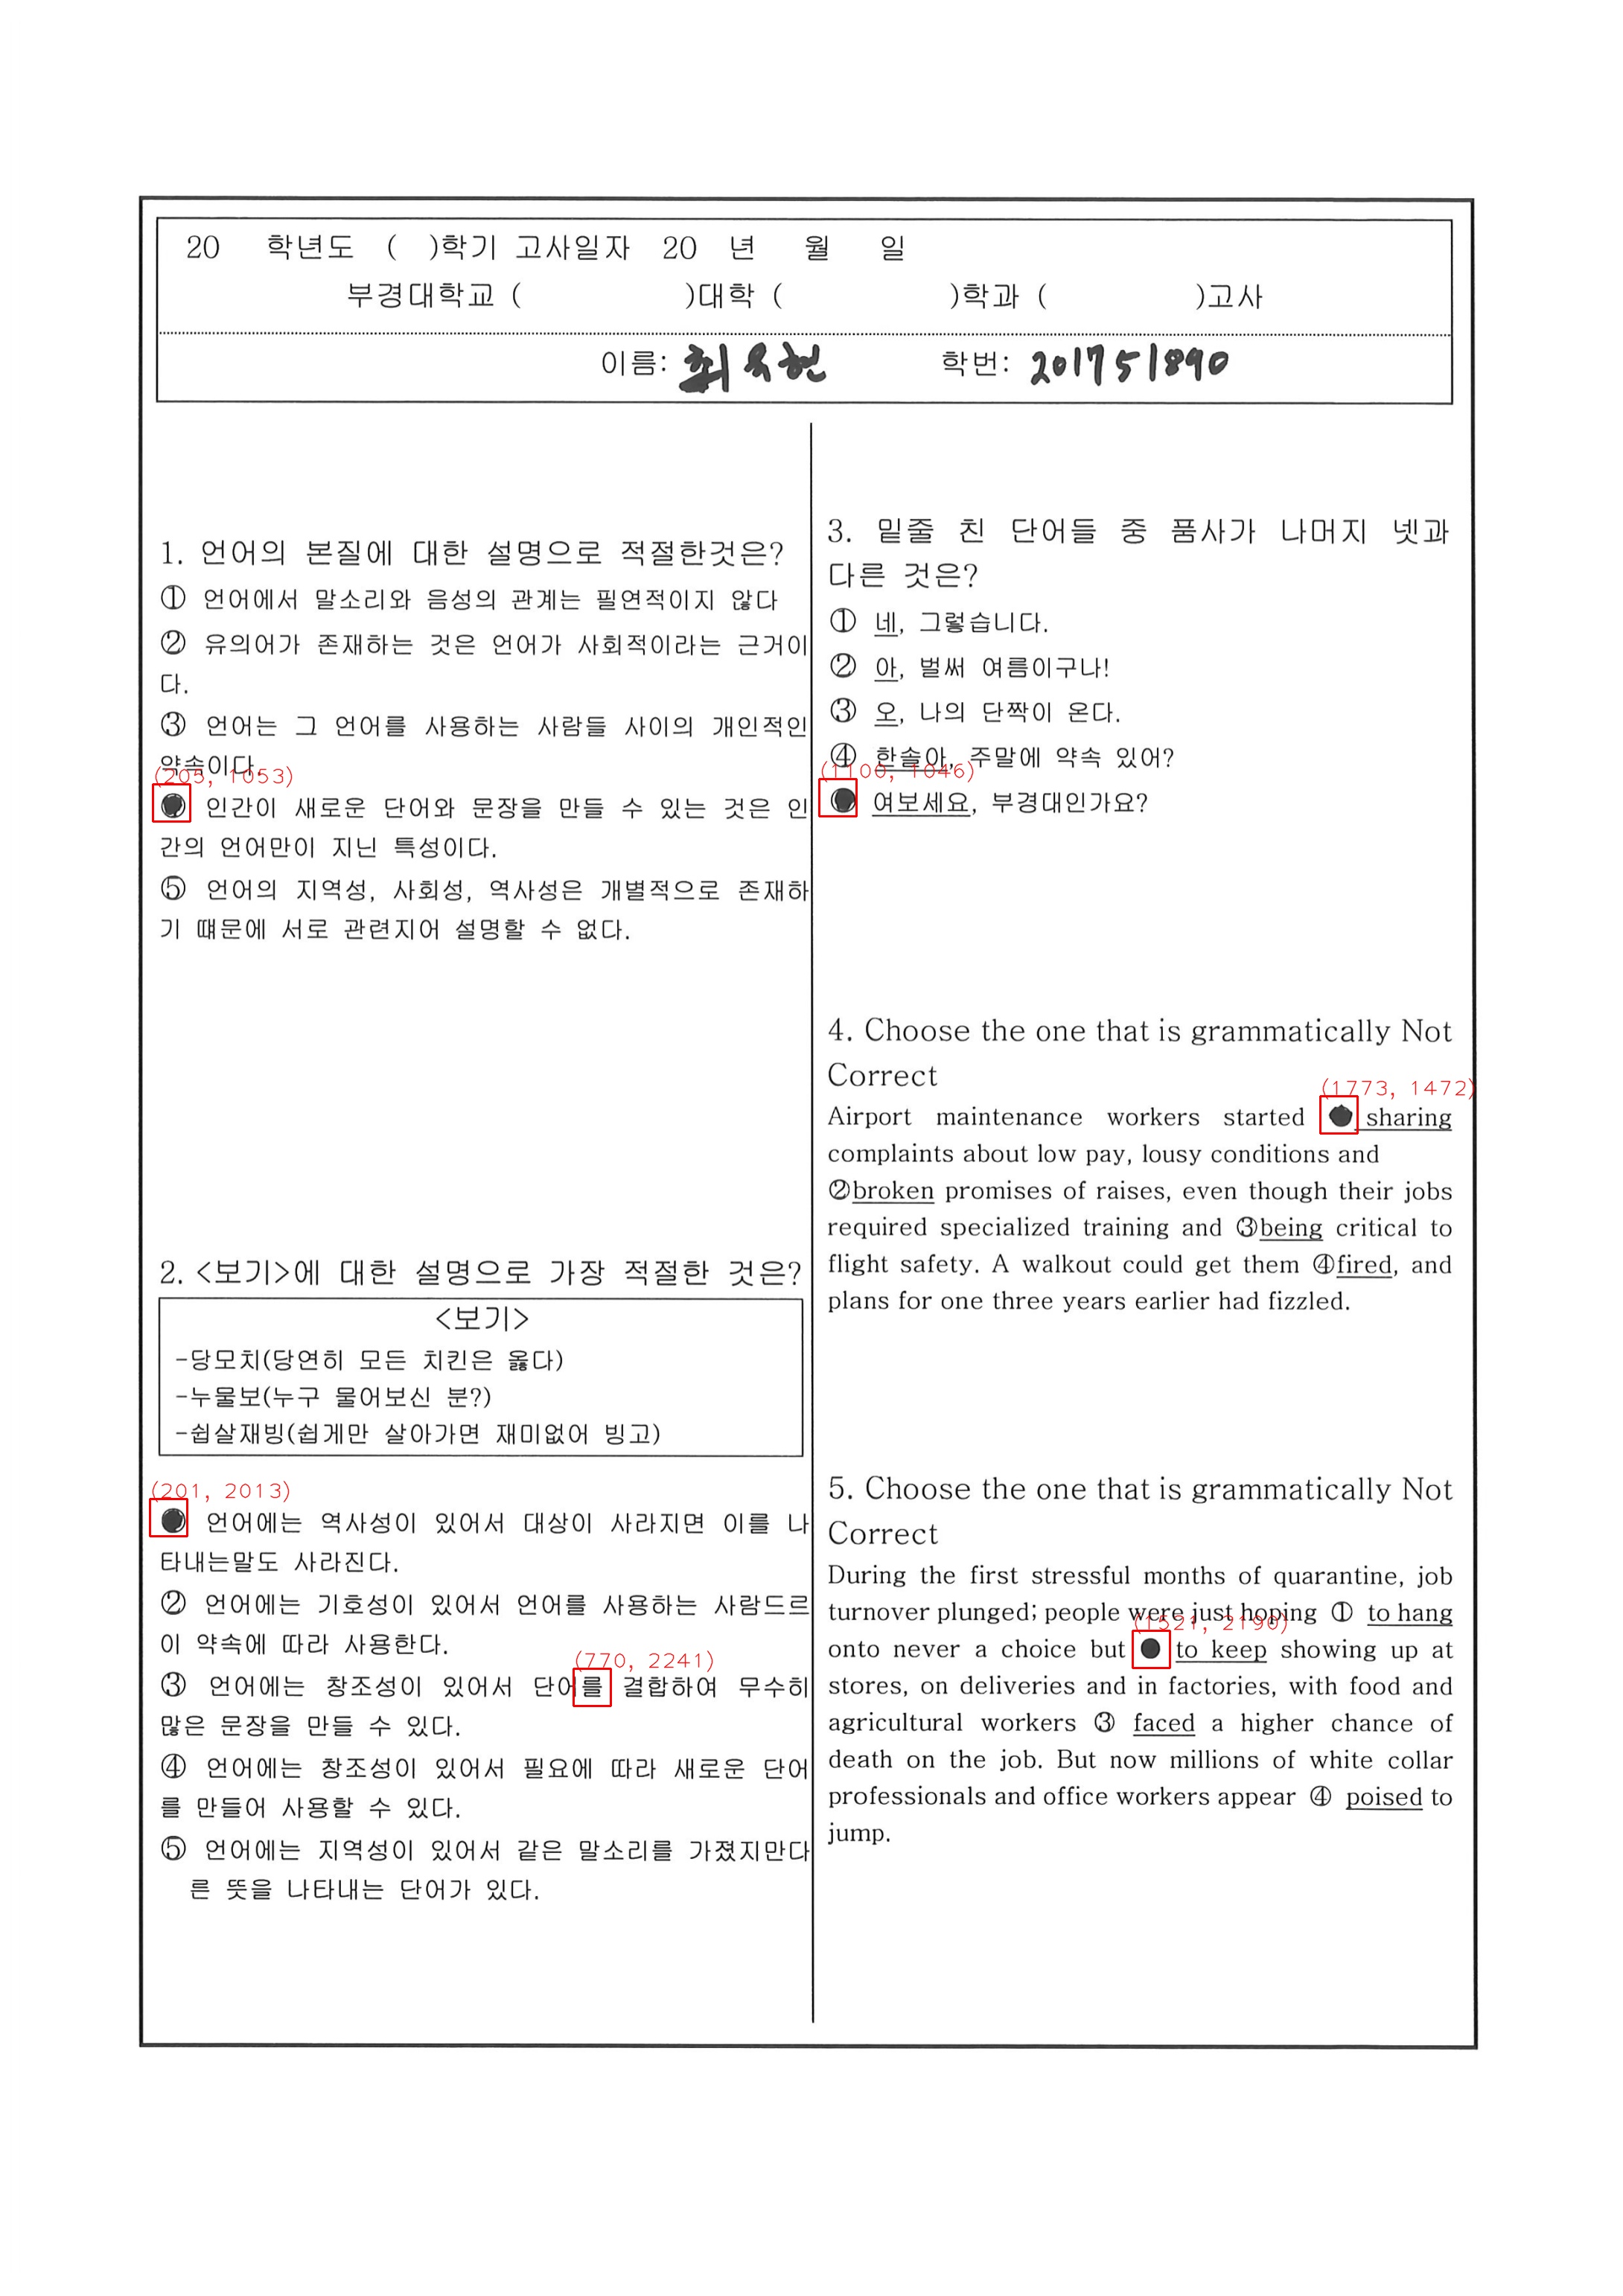 20 학년도 ( )학기 고사일자 20 년 월 일
부경대학교 ( )대학 ( )학과 ( )고사
이름: 최욱현 학번: 201751890
1. 언어의 본질에 대한 설명으로 적절한것은?
① 언어에서 말소리와 음성의 관계는 필연적이지 않다
② 유의어가 존재하는 것은 언어가 사회적이라는 근거이
다.
③ 언어는 그 언어를 사용하는 사람들 사이의 개인적인
약속이다.
(205, 1053)
● 인간이 새로운 단어와 문장을 만들 수 있는 것은 인
간의 언어만이 지닌 특성이다.
⑤ 언어의 지역성, 사회성, 역사성은 개별적으로 존재하
기 떄문에 서로 관련지어 설명할 수 없다.
2. <보기>에 대한 설명으로 가장 적절한 것은?
<보기>
-당모치(당연히 모든 치킨은 옳다)
-누물보(누구 물어보신 분?)
-쉽살재빙(쉽게만 살아가면 재미없어 빙고)
(201, 2013)
● 언어에는 역사성이 있어서 대상이 사라지면 이를 나
타내는말도 사라진다.
② 언어에는 기호성이 있어서 언어를 사용하는 사람드르
이 약속에 따라 사용한다.
(770, 2241)
③ 언어에는 창조성이 있어서 단어를 결합하여 무수히
많은 문장을 만들 수 있다.
④ 언어에는 창조성이 있어서 필요에 따라 새로운 단어
를 만들어 사용할 수 있다.
⑤ 언어에는 지역성이 있어서 같은 말소리를 가졌지만다
른 뜻을 나타내는 단어가 있다.
3. 밑줄 친 단어들 중 품사가 나머지 넷과
다른 것은?
① 네, 그렇습니다.
② 아, 벌써 여름이구나!
③ 오, 나의 단짝이 온다.
④ 한솔아, 주말에 약속 있어?
(1100, 1046)
● 여보세요, 부경대인가요?
4. Choose the one that is grammatically Not
Correct
(1773, 1472)
Airport maintenance workers started ● sharing
complaints about low pay, lousy conditions and
②broken promises of raises, even though their jobs
required specialized training and ③being critical to
flight safety. A walkout could get them ④fired, and
plans for one three years earlier had fizzled.
5. Choose the one that is grammatically Not
Correct
During the first stressful months of quarantine, job
turnover plunged; people were just hoping ① to hang
(1521, 2190)
onto never a choice but ● to keep showing up at
stores, on deliveries and in factories, with food and
agricultural workers ③ faced a higher chance of
death on the job. But now millions of white collar
professionals and office workers appear ④ poised to
jump.